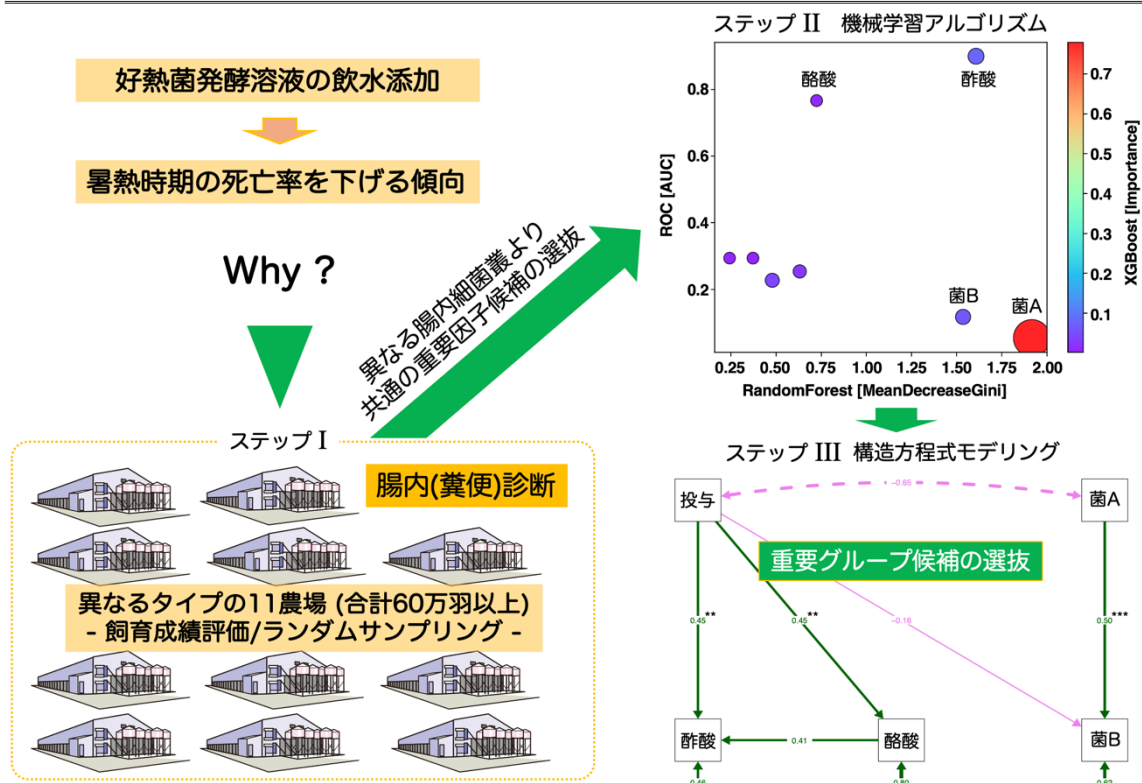 好熱菌発酵溶液の飲水添加
暑熱時期の死亡率を下げる傾向
Why ?
異なる腸内細菌叢より
共通の重要因子候補の選抜
ステップ I
腸内(糞便)診断
異なるタイプの11農場 (合計60万羽以上)
- 飼育成績評価/ランダムサンプリング -
ステップ II 機械学習アルゴリズム
ROC [AUC]
0.8
0.6
0.4
0.2
酪酸
酢酸
菌B
菌A
0.25 0.50 0.75 1.00 1.25 1.50 1.75 2.00
RandomForest [MeanDecreaseGini]
0.7
0.6
0.5
0.4
0.3
0.2
0.1
XGBoost [Importance]
ステップ III 構造方程式モデリング
投与
-0.65
菌A
重要グループ候補の選抜
0.45**
0.45**
-0.16
0.50***
酢酸
0.41
酪酸
菌B
0.46
0.80
0.62